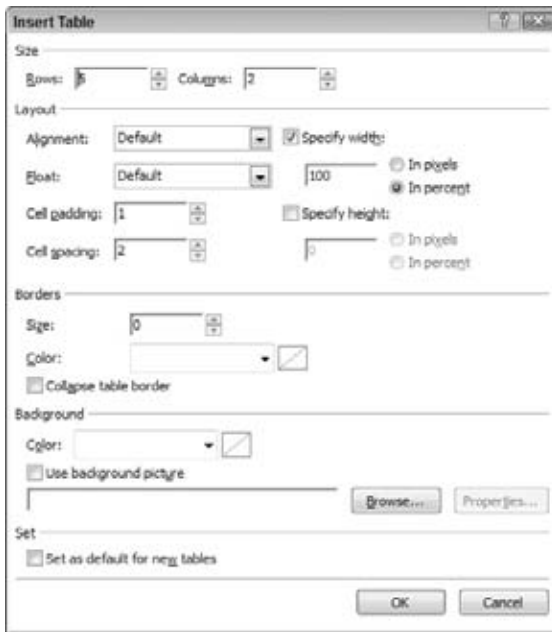 Insert Table
Size
Rows: 5 Columns: 2
Layout
Alignment: Default Specify width:
Float: Default 100 In pixels
In percent
Cell padding: 1 Specify height:
Cell spacing: 2 0 In pixels
In percent
Borders
Size: 0
Color:
Collapse table border
Background
Color:
Use background picture
Browse... Properties...
Set
Set as default for new tables
OK Cancel